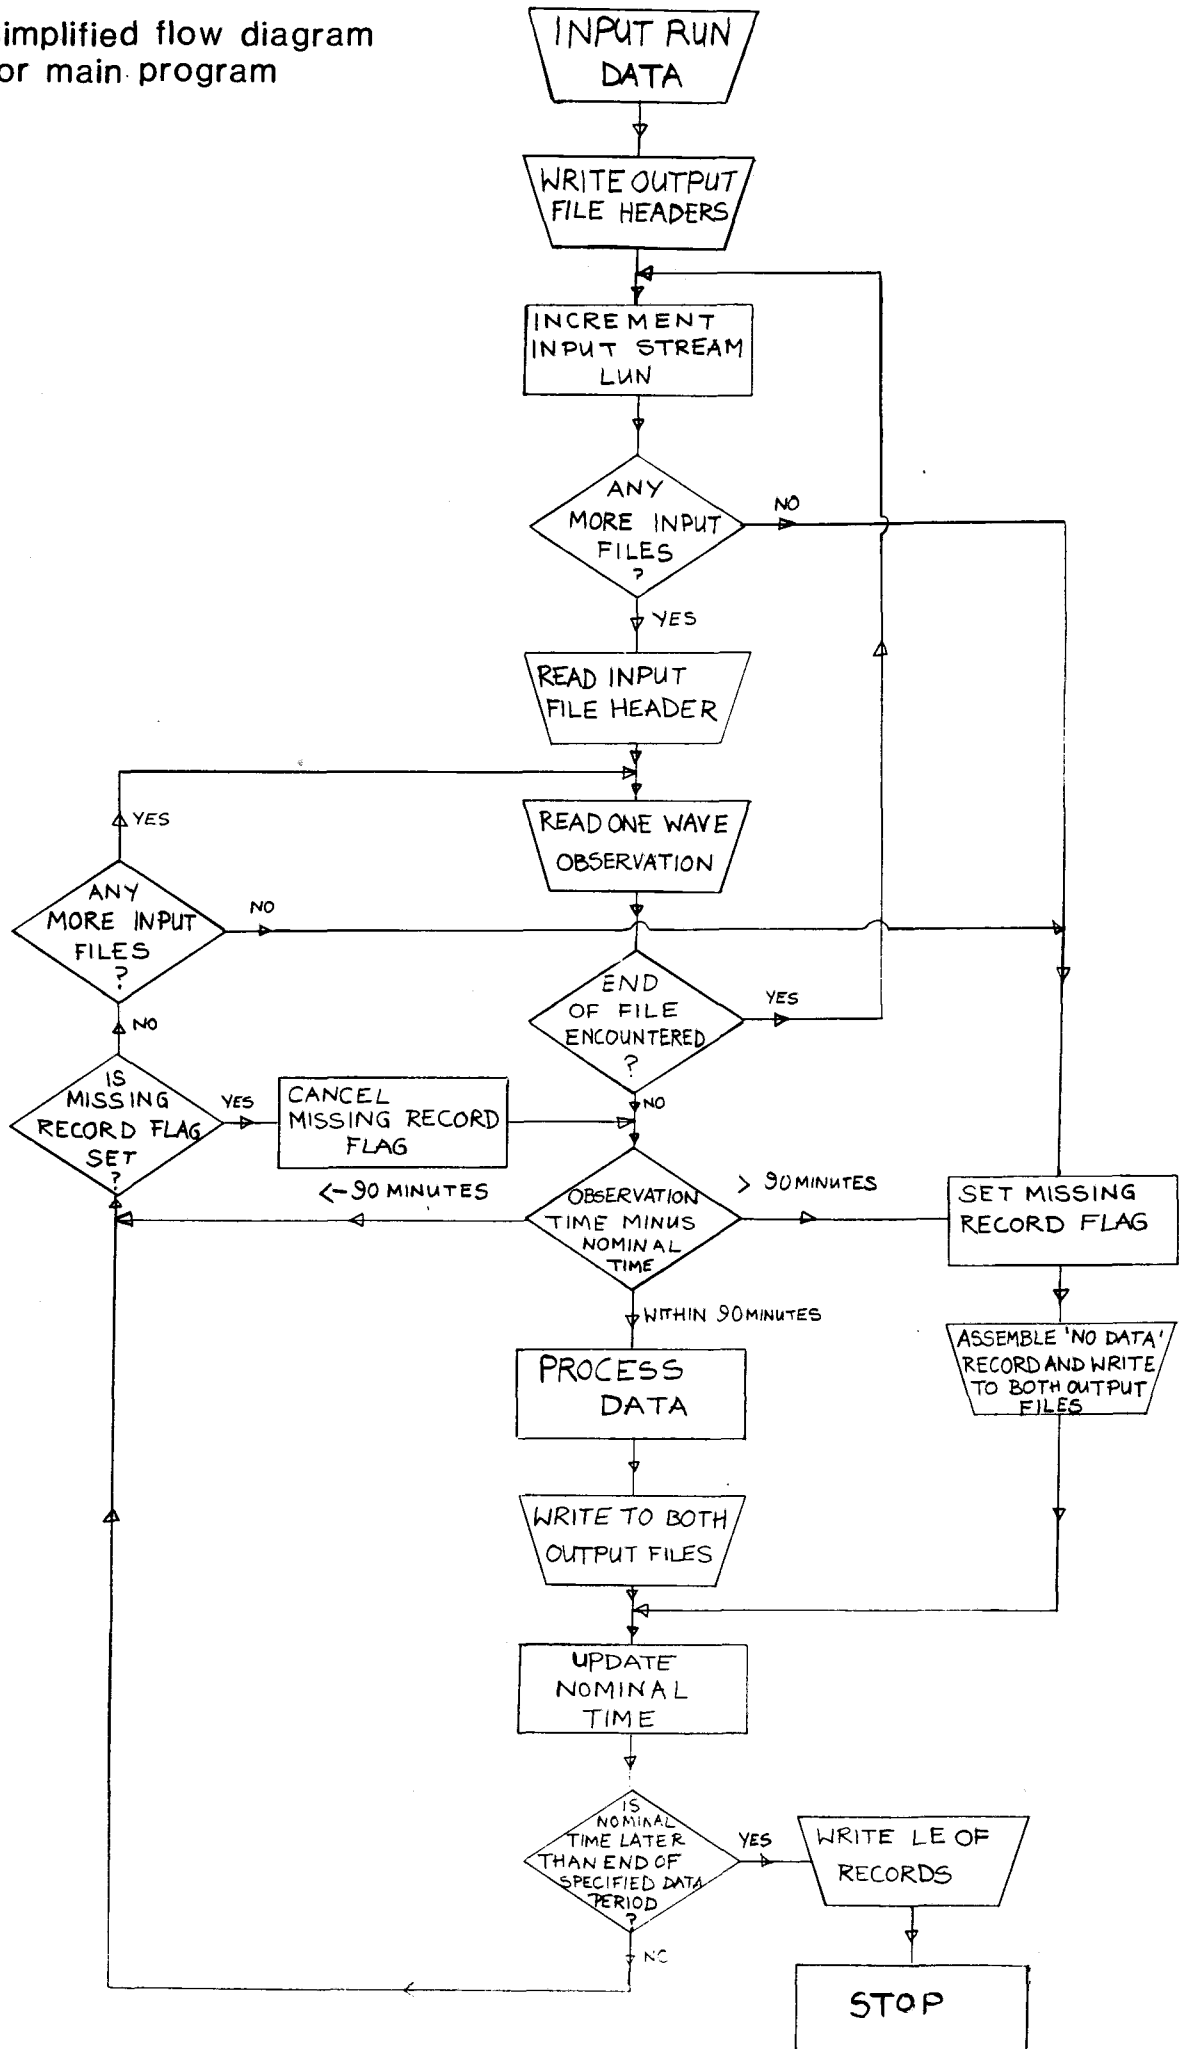 implified flow diagram
or main program
INPUT RUN
DATA
WRITE OUTPUT
FILE HEADERS
INCREMENT
INPUT STREAM
LUN
ANY
MORE INPUT
FILES
?
NO
YES
READ INPUT
FILE HEADER
READ ONE WAVE
OBSERVATION
YES
ANY
MORE INPUT
FILES
?
NO
END
OF FILE
ENCOUNTERED
?
YES
NO
NO
IS
MISSING
RECORD FLAG
SET
?
YES
CANCEL
MISSING RECORD
FLAG
<-90 MINUTES
OBSERVATION
TIME MINUS
NOMINAL
TIME
> 90 MINUTES
SET MISSING
RECORD FLAG
WITHIN 90 MINUTES
ASSEMBLE 'NO DATA'
RECORD AND WRITE
TO BOTH OUTPUT
FILES
PROCESS
DATA
WRITE TO BOTH
OUTPUT FILES
UPDATE
NOMINAL
TIME
IS
NOMINAL
TIME LATER
THAN END OF
SPECIFIED DATA
PERIOD
?
YES
WRITE LEOF
RECORDS
NO
STOP